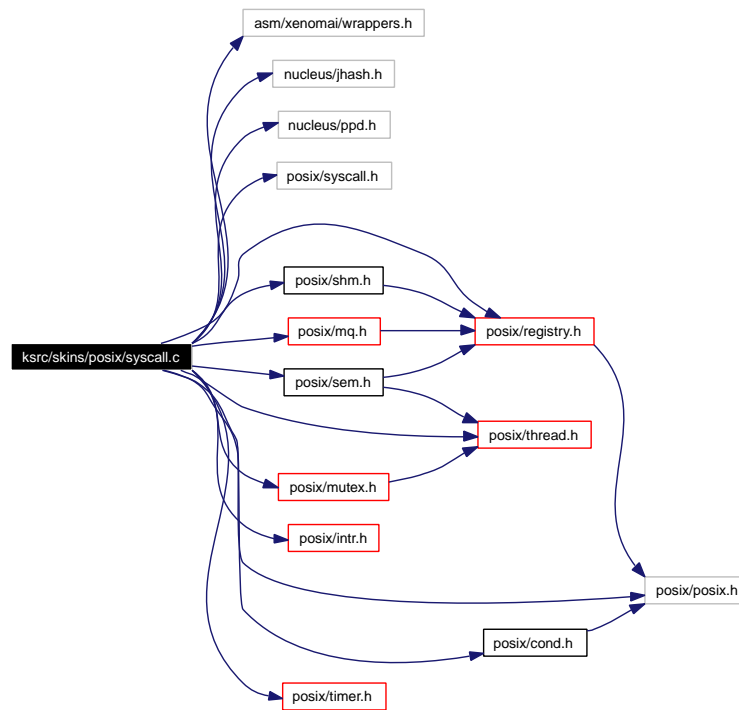 asm/xenomai/wrappers.h
nucleus/jhash.h
nucleus/ppd.h
posix/syscall.h
posix/shm.h
posix/mq.h
posix/registry.h
ksrc/skins/posix/syscall.c
posix/sem.h
posix/thread.h
posix/mutex.h
posix/intr.h
posix/posix.h
posix/cond.h
posix/timer.h